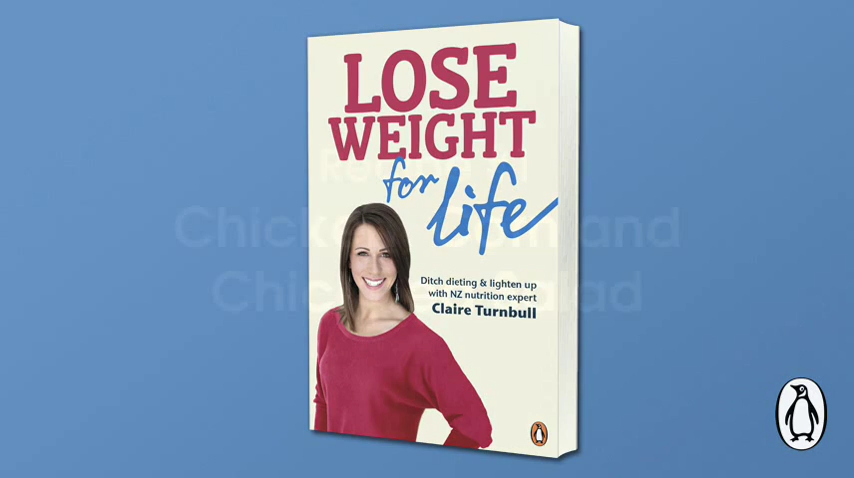 LOSE
WEIGHT
for life
Ditch dieting & lighten up
with NZ nutrition expert
Claire Turnbull